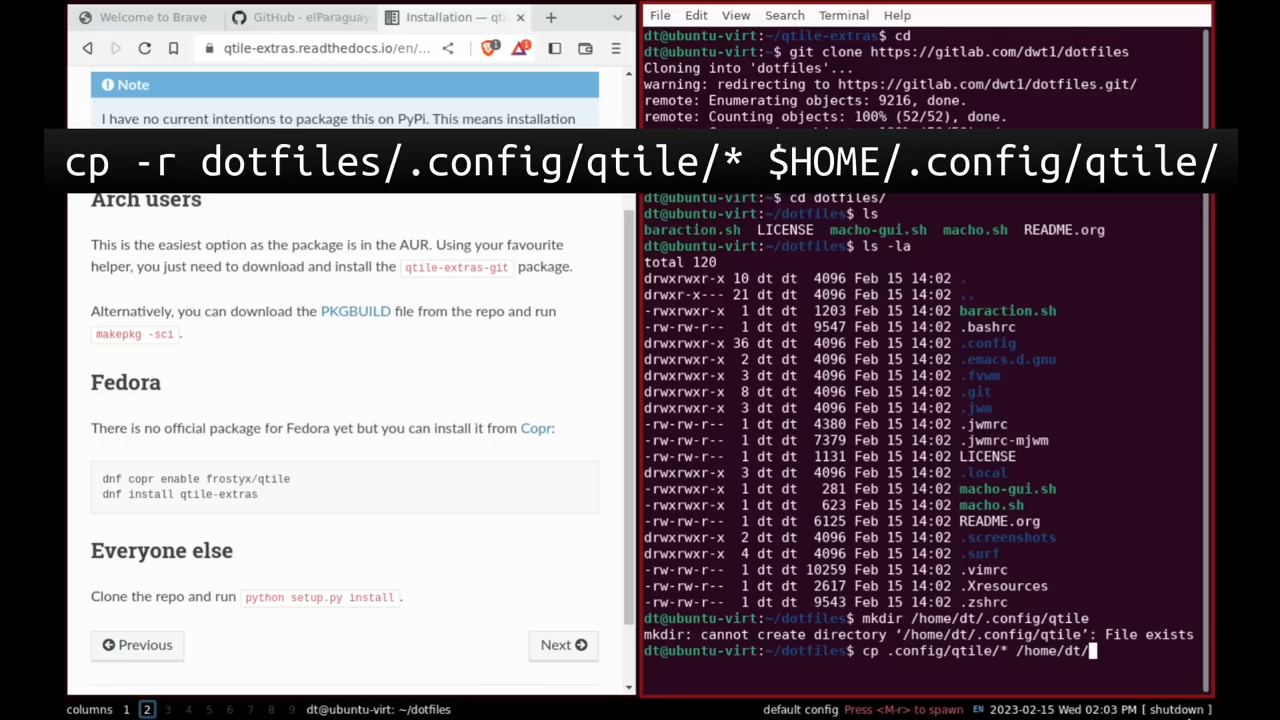 Welcome to Brave
GitHub - elParaguay
Installation — qt
qtile-extras.readthedocs.io/en/...
Note
I have no current intentions to package this on PyPi. This means installation
cp -r dotfiles/.config/qtile/* $HOME/.config/qtile/
Arch users
This is the easiest option as the package is in the AUR. Using your favourite
helper, you just need to download and install the qtile-extras-git package.
Alternatively, you can download the PKGBUILD file from the repo and run
makepkg -sci.
Fedora
There is no official package for Fedora yet but you can install it from Copr:
dnf copr enable frostyx/qtile
dnf install qtile-extras
Everyone else
Clone the repo and run python setup.py install.
Previous
Next
File Edit View Search Terminal Help
dt@ubuntu-virt:~/qtile-extras$ cd
dt@ubuntu-virt:~$ git clone https://gitlab.com/dwt1/dotfiles
Cloning into 'dotfiles'...
warning: redirecting to https://gitlab.com/dwt1/dotfiles.git/
remote: Enumerating objects: 9216, done.
remote: Counting objects: 100% (52/52), done.
dt@ubuntu-virt:~$ cd dotfiles/
dt@ubuntu-virt:~/dotfiles$ ls
baraction.sh LICENSE macho-gui.sh macho.sh README.org
dt@ubuntu-virt:~/dotfiles$ ls -la
total 120
drwxrwxr-x 10 dt dt 4096 Feb 15 14:02 .
drwxr-x--- 21 dt dt 4096 Feb 15 14:02 ..
-rwxrwxr-x 1 dt dt 1203 Feb 15 14:02 baraction.sh
-rw-rw-r-- 1 dt dt 9547 Feb 15 14:02 .bashrc
drwxrwxr-x 36 dt dt 4096 Feb 15 14:02 .config
drwxrwxr-x 2 dt dt 4096 Feb 15 14:02 .emacs.d.gnu
drwxrwxr-x 3 dt dt 4096 Feb 15 14:02 .fvwm
drwxrwxr-x 8 dt dt 4096 Feb 15 14:02 .git
drwxrwxr-x 3 dt dt 4096 Feb 15 14:02 .jwm
-rw-rw-r-- 1 dt dt 4380 Feb 15 14:02 .jwmrc
-rw-rw-r-- 1 dt dt 7379 Feb 15 14:02 .jwmrc-mjwm
-rw-rw-r-- 1 dt dt 1131 Feb 15 14:02 LICENSE
drwxrwxr-x 3 dt dt 4096 Feb 15 14:02 .local
-rwxrwxr-x 1 dt dt 281 Feb 15 14:02 macho-gui.sh
-rwxrwxr-x 1 dt dt 623 Feb 15 14:02 macho.sh
-rw-rw-r-- 1 dt dt 6125 Feb 15 14:02 README.org
drwxrwxr-x 2 dt dt 4096 Feb 15 14:02 .screenshots
drwxrwxr-x 4 dt dt 4096 Feb 15 14:02 .surf
-rw-rw-r-- 1 dt dt 10259 Feb 15 14:02 .vimrc
-rw-rw-r-- 1 dt dt 2617 Feb 15 14:02 .Xresources
-rw-rw-r-- 1 dt dt 9543 Feb 15 14:02 .zshrc
dt@ubuntu-virt:~/dotfiles$ mkdir /home/dt/.config/qtile
mkdir: cannot create directory ‘/home/dt/.config/qtile’: File exists
dt@ubuntu-virt:~/dotfiles$ cp .config/qtile/* /home/dt/
columns 1 2 3 4 5 6 7 8 9 dt@ubuntu-virt: ~/dotfiles
default config Press <M-r> to spawn EN 2023-02-15 Wed 02:03 PM [ shutdown ]